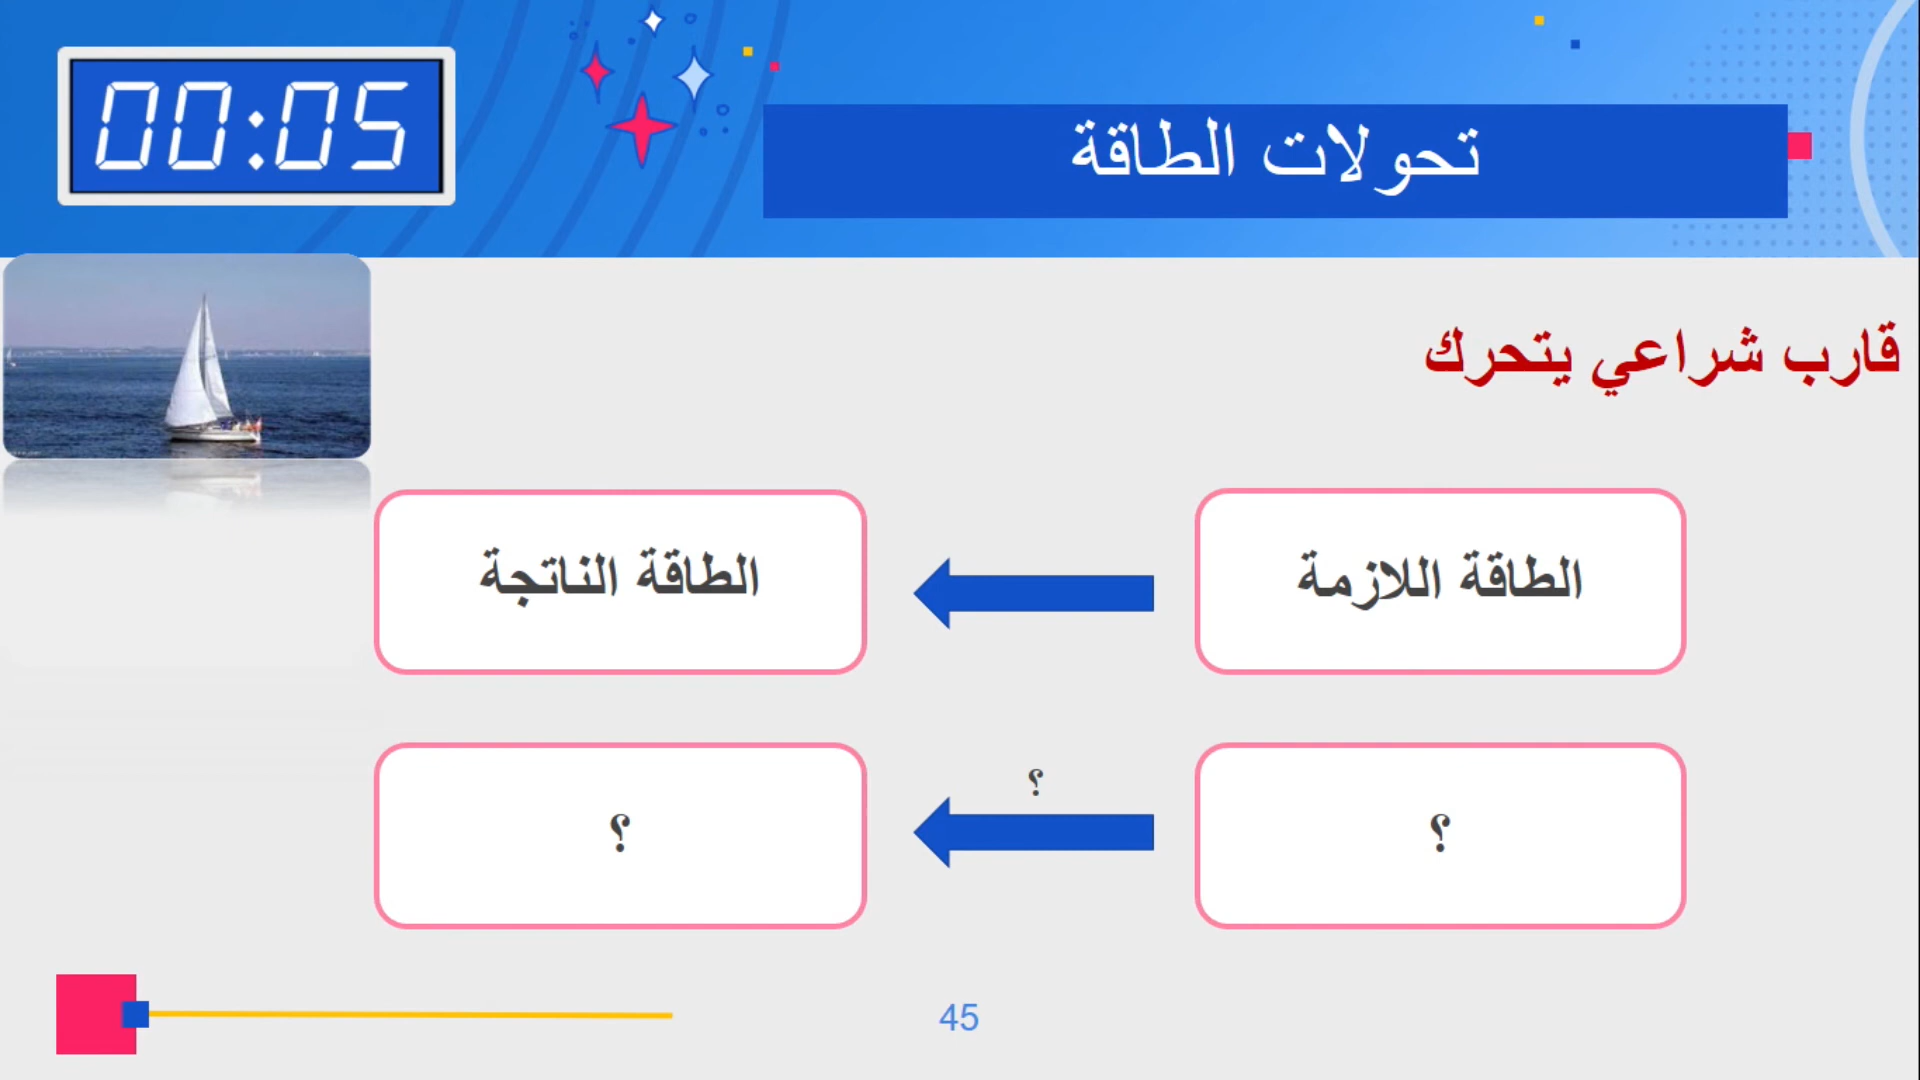 00:05
تحولات الطاقة
قارب شراعي يتحرك
الطاقة اللازمة
الطاقة الناتجة
؟
؟
؟
45